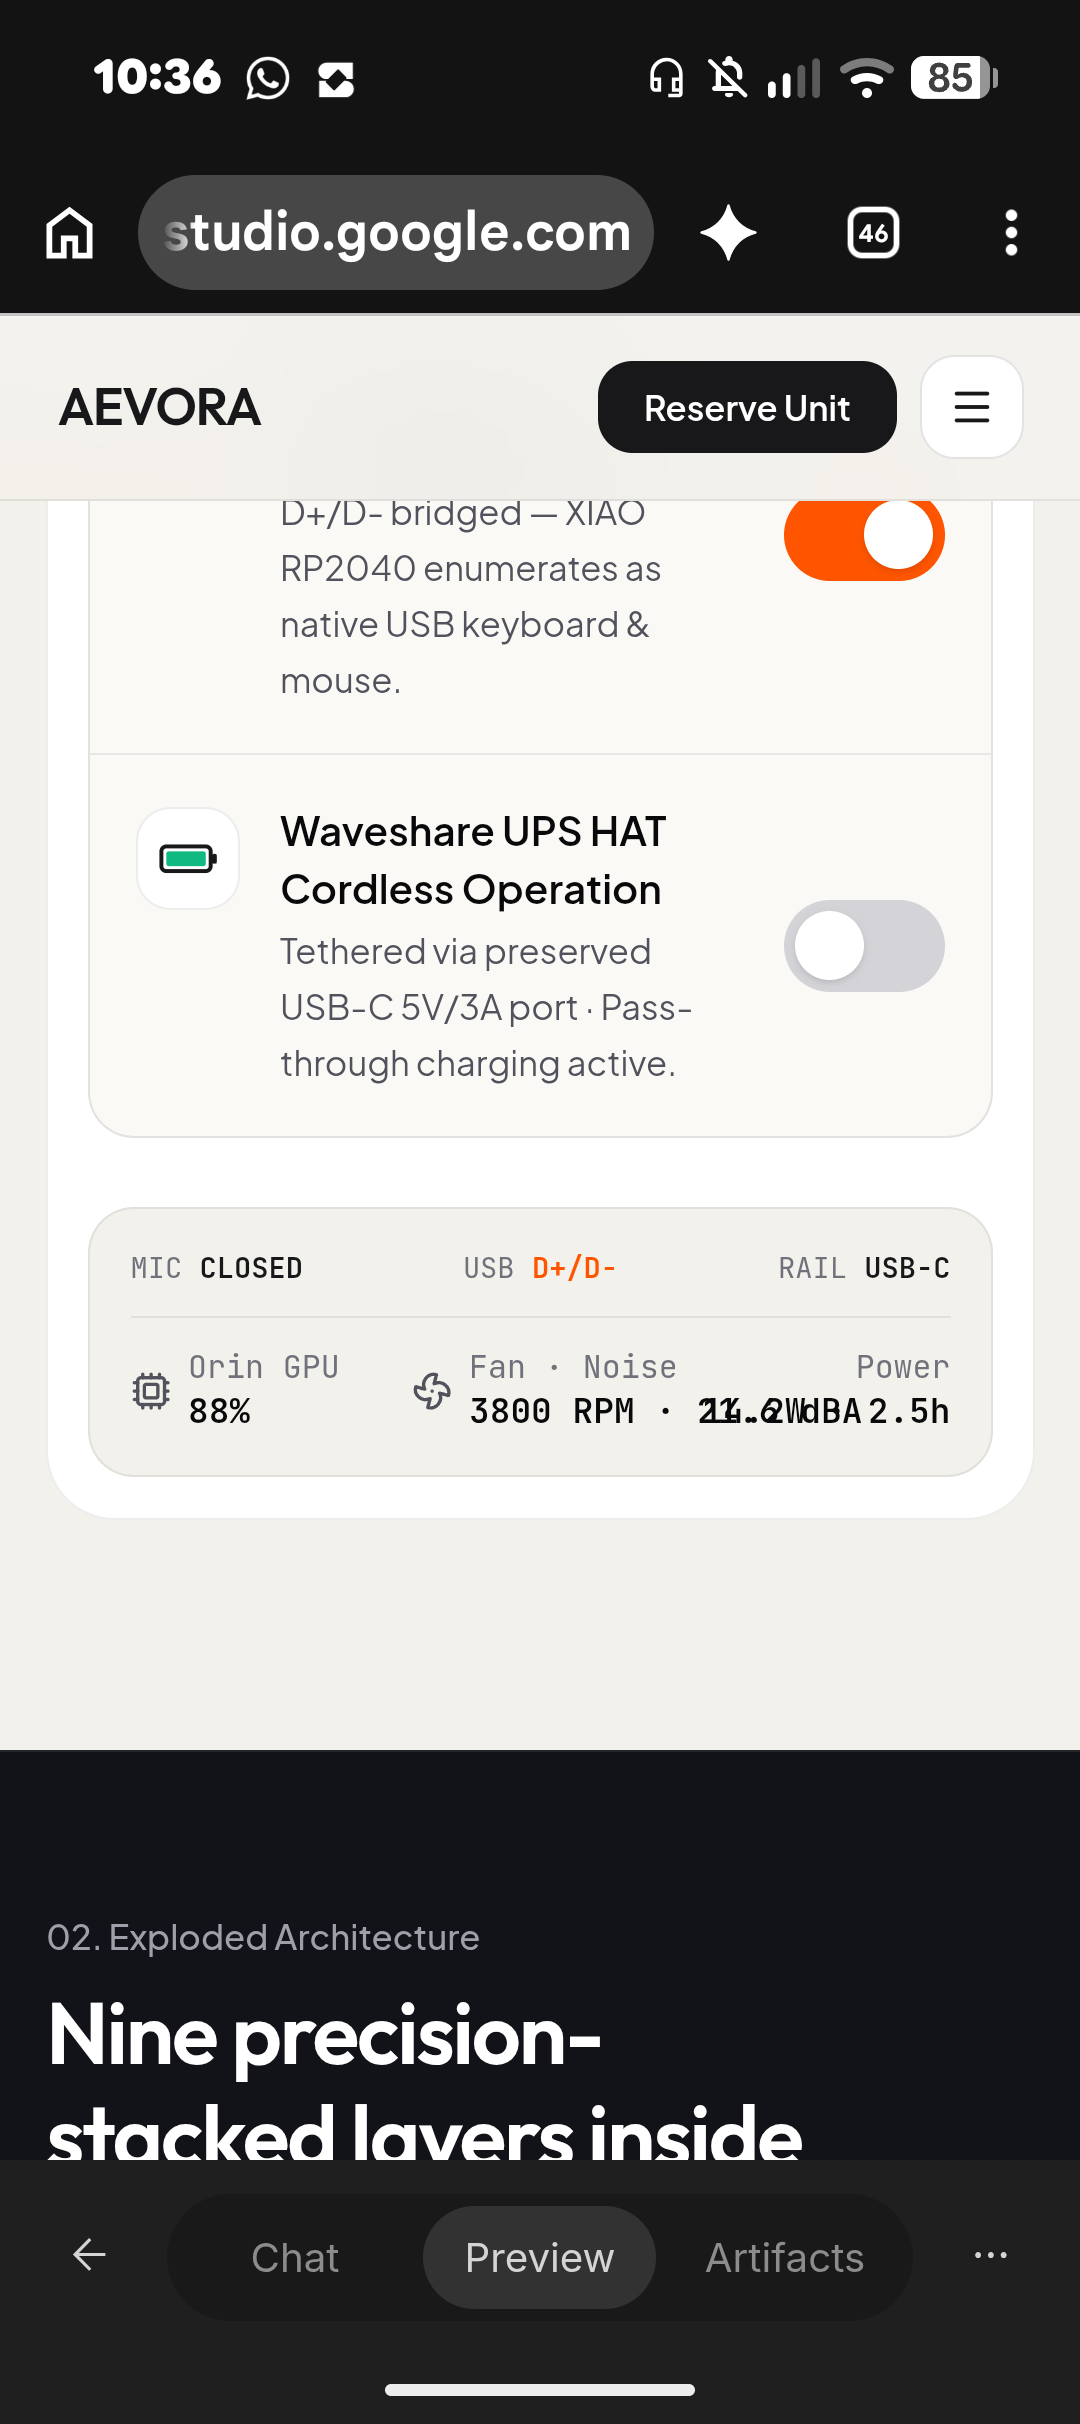 10:36
85
studio.google.com
46
AEVORA
Reserve Unit
D+/D- bridged — XIAO
RP2040 enumerates as
native USB keyboard &
mouse.
Waveshare UPS HAT
Cordless Operation
Tethered via preserved
USB-C 5V/3A port · Pass-
through charging active.
MIC CLOSED
USB D+/D-
RAIL USB-C
Orin GPU
88%
Fan · Noise
3800 RPM ·
dBA
Power
2.5h
02. Exploded Architecture
Nine precision-
stacked layers inside
Chat
Preview
Artifacts